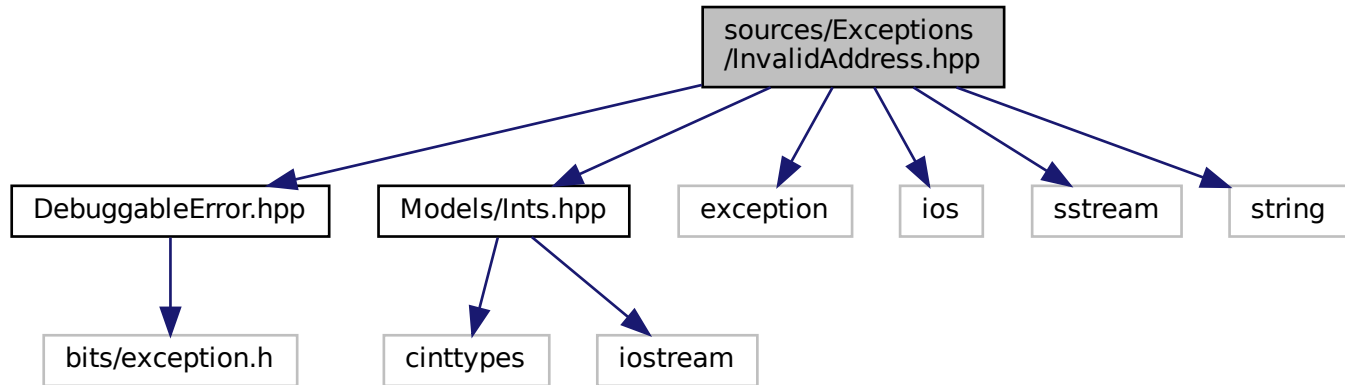 sources/Exceptions
/InvalidAddress.hpp
DebuggableError.hpp
Models/Ints.hpp
exception
ios
sstream
string
bits/exception.h
cinttypes
iostream